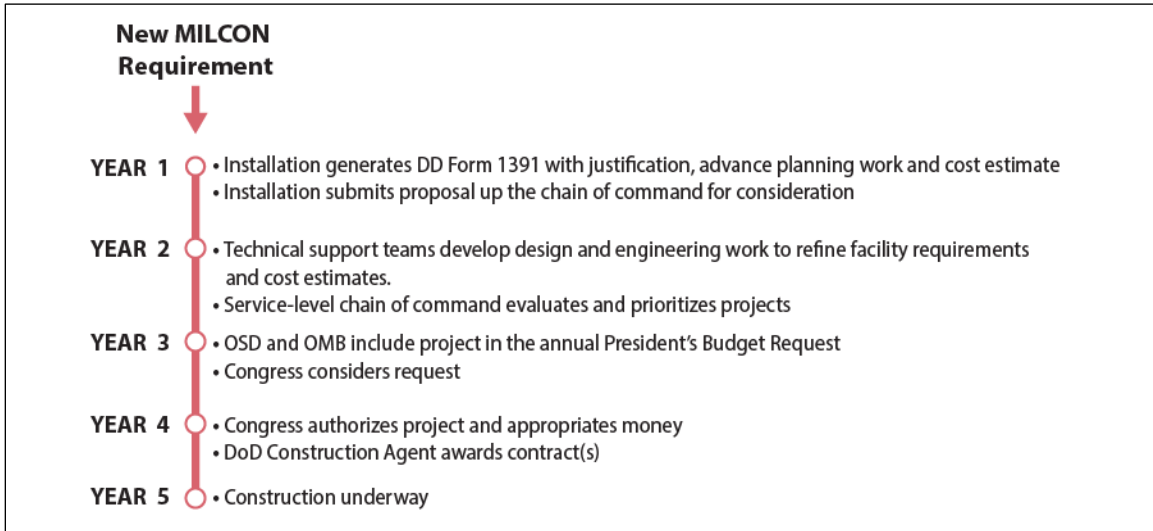 New MILCON
Requirement
YEAR 1
• Installation generates DD Form 1391 with justification, advance planning work and cost estimate
• Installation submits proposal up the chain of command for consideration
YEAR 2
• Technical support teams develop design and engineering work to refine facility requirements
and cost estimates.
• Service-level chain of command evaluates and prioritizes projects
YEAR 3
• OSD and OMB include project in the annual President’s Budget Request
• Congress considers request
YEAR 4
• Congress authorizes project and appropriates money
• DoD Construction Agent awards contract(s)
YEAR 5
• Construction underway